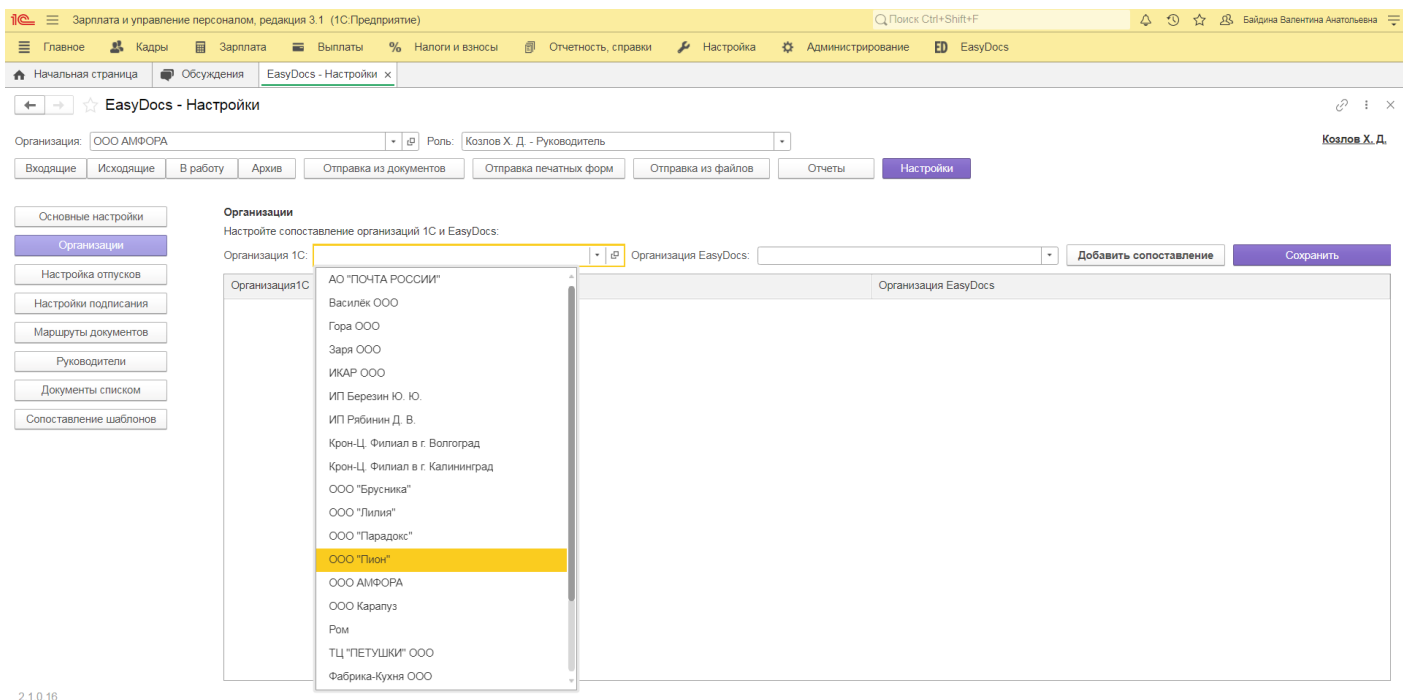 1С Зарплата и управление персоналом, редакция 3.1 (1С:Предприятие) Поиск Ctrl+Shift+F Байдина Валентина Анатольевна
Главное Кадры Зарплата Выплаты % Налоги и взносы Отчетность, справки Настройка Администрирование ED EasyDocs
Начальная страница Обсуждения EasyDocs - Настройки ×
EasyDocs - Настройки
Организация: ООО АМФОРА Роль: Козлов Х. Д. - Руководитель Козлов Х. Д.
Входящие Исходящие В работу Архив Отправка из документов Отправка печатных форм Отправка из файлов Отчеты Настройки
Основные настройки
Организации
Настройка отпусков
Настройки подписания
Маршруты документов
Руководители
Документы списком
Сопоставление шаблонов
Организации
Настройте сопоставление организаций 1С и EasyDocs:
Организация 1С: Организация EasyDocs: Добавить сопоставление Сохранить
Организация1С Организация EasyDocs
АО "ПОЧТА РОССИИ"
Василёк ООО
Гора ООО
Заря ООО
ИКАР ООО
ИП Березин Ю. Ю.
ИП Рябинин Д. В.
Крон-Ц. Филиал в г. Волгоград
Крон-Ц. Филиал в г. Калининград
ООО "Брусника"
ООО "Лилия"
ООО "Парадокс"
ООО "Пион"
ООО АМФОРА
ООО Карапуз
Ром
ТЦ "ПЕТУШКИ" ООО
Фабрика-Кухня ООО
2.1.0.16